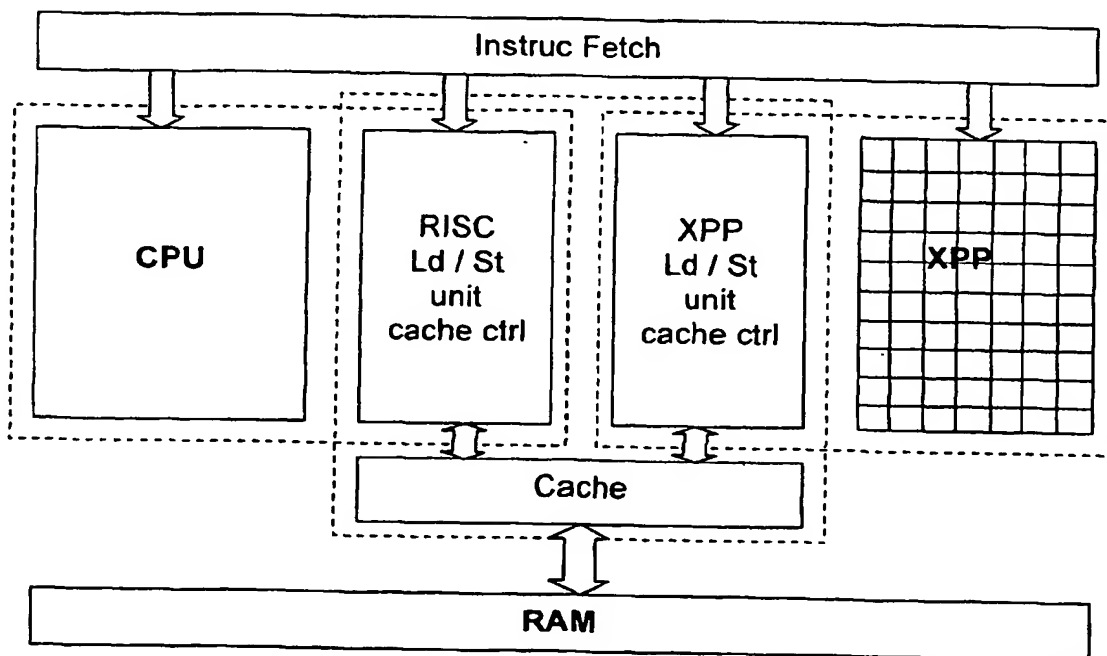 Instruc Fetch
CPU
RISC
Ld / St
unit
cache ctrl
XPP
Ld / St
unit
cache ctrl
XPP
Cache
RAM